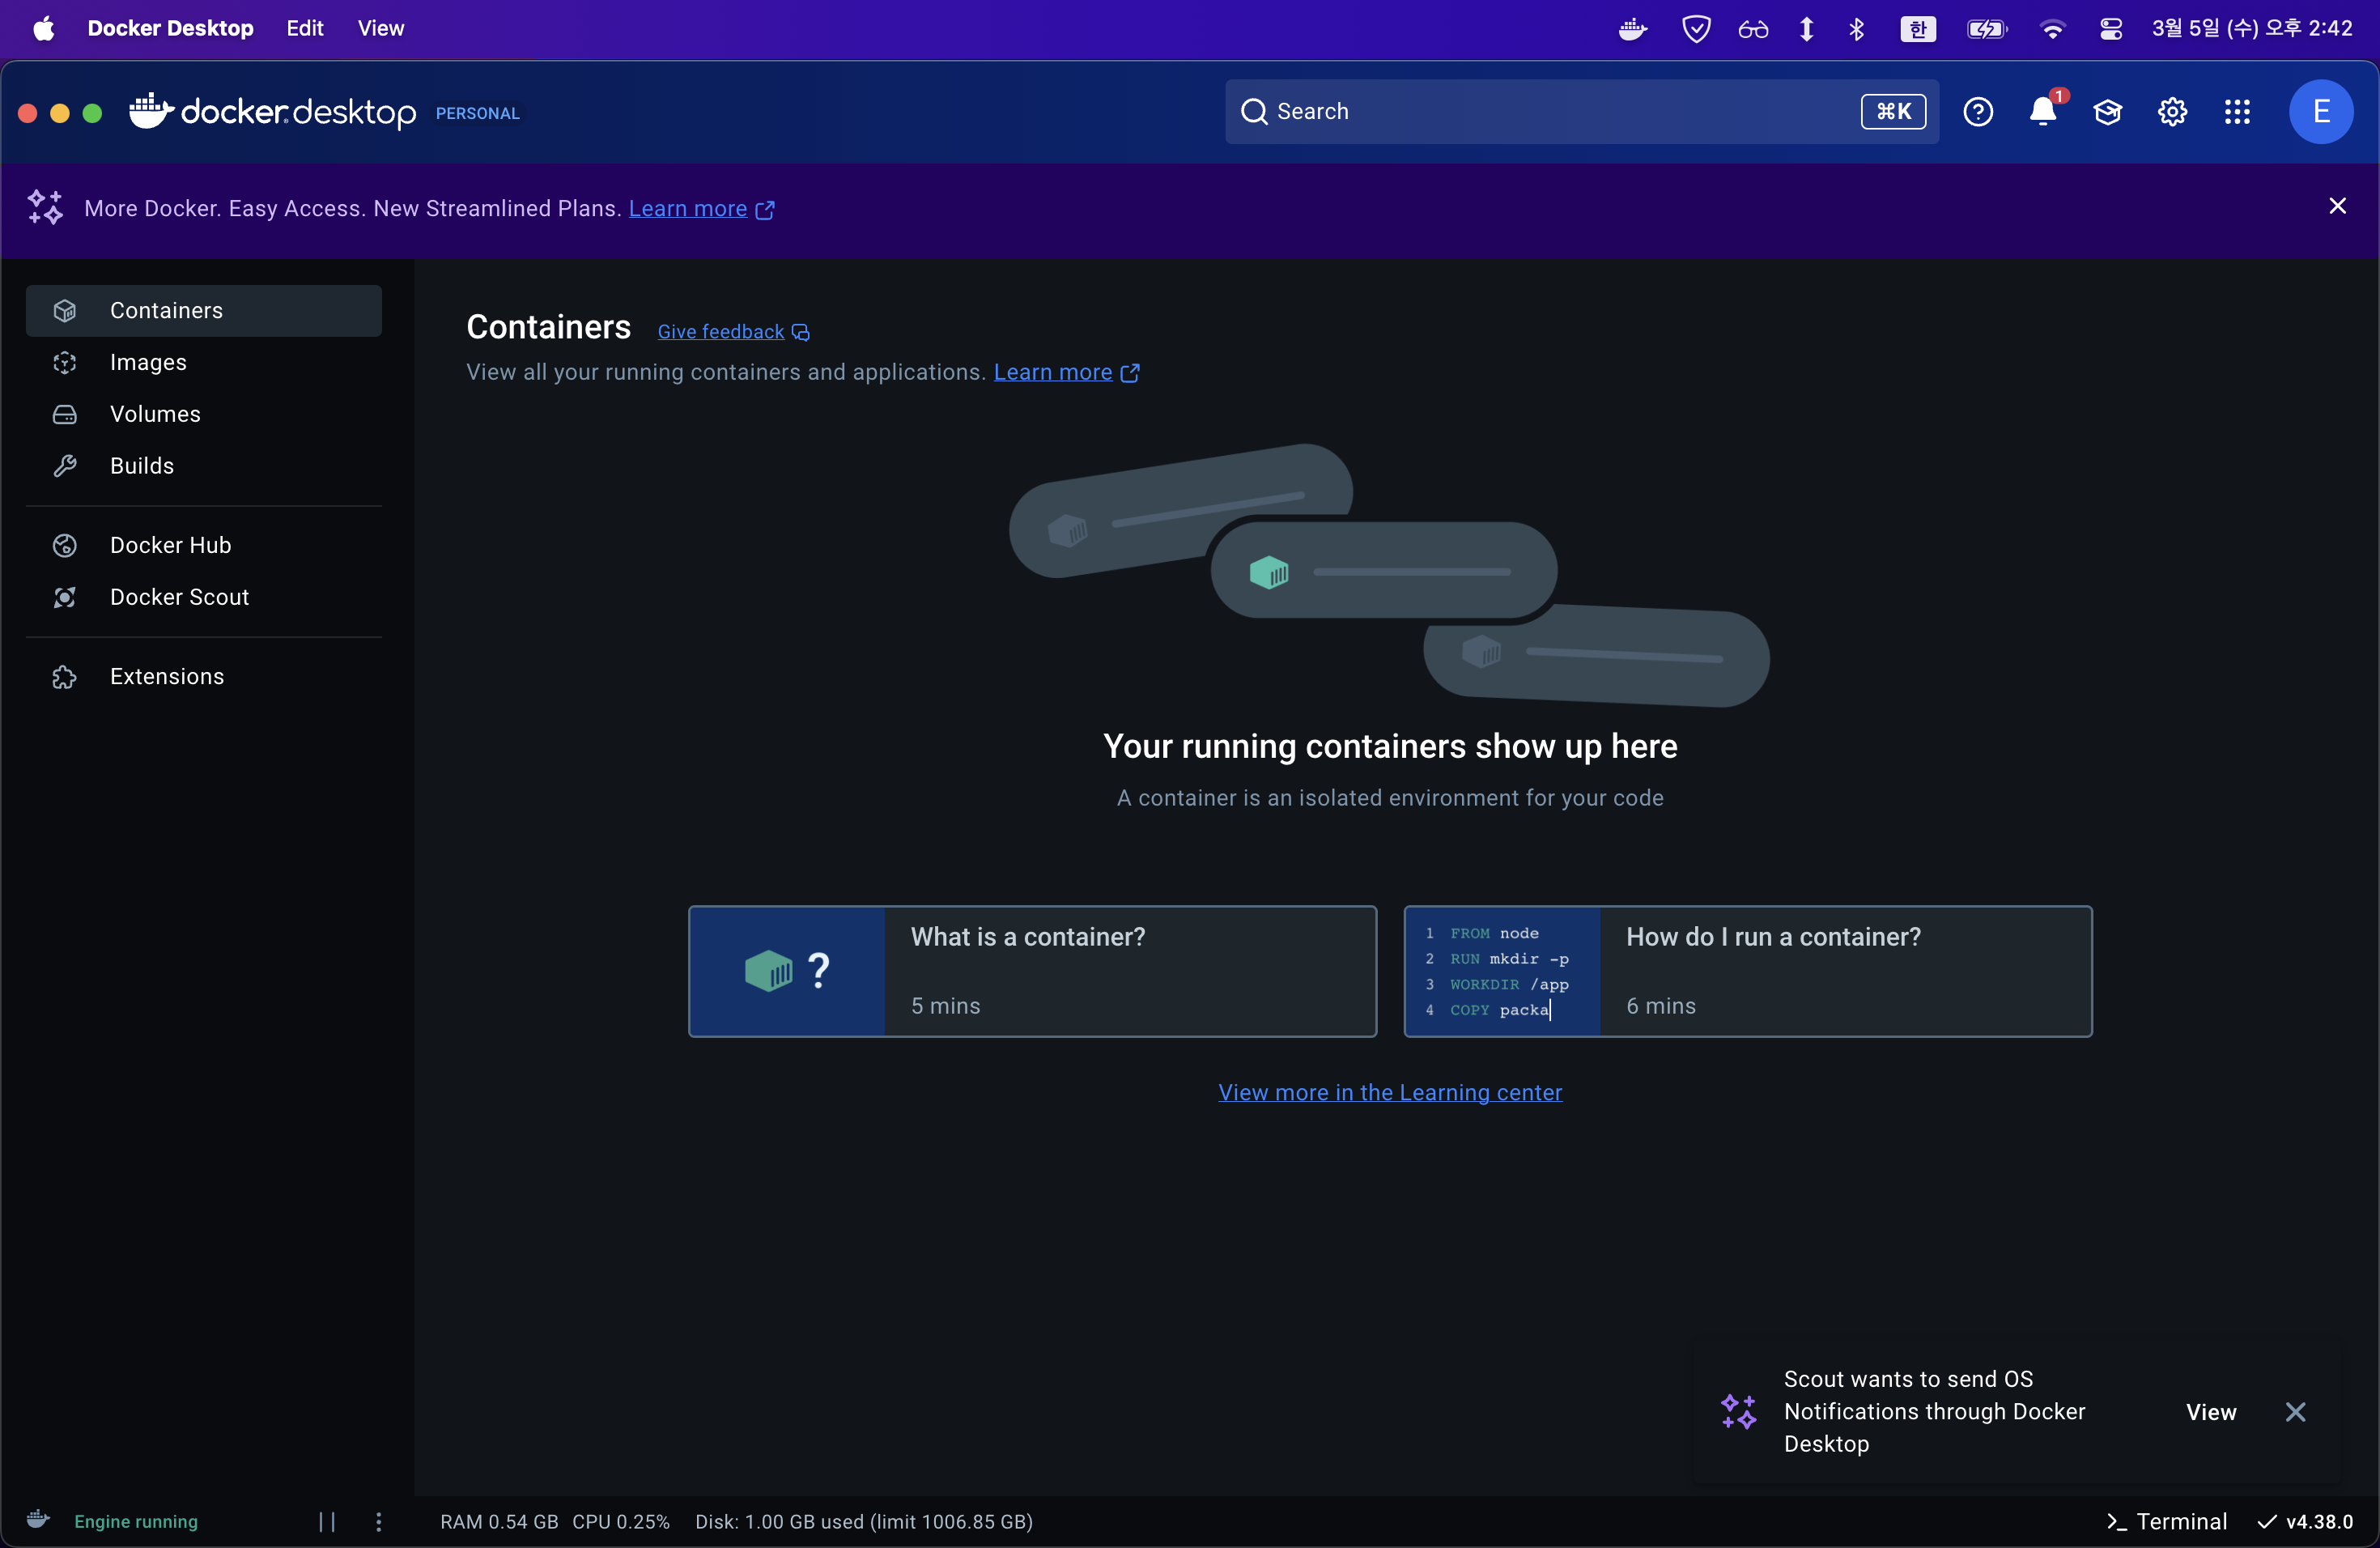 Docker Desktop Edit View 한 3월 5일 (수) 오후 2:42
docker.desktop PERSONAL Search ⌘K 1 E
More Docker. Easy Access. New Streamlined Plans. Learn more
Containers
Images
Volumes
Builds
Docker Hub
Docker Scout
Extensions
Containers Give feedback
View all your running containers and applications. Learn more
Your running containers show up here
A container is an isolated environment for your code
?
What is a container?
5 mins
1 FROM node
2 RUN mkdir -p
3 WORKDIR /app
4 COPY packa
How do I run a container?
6 mins
View more in the Learning center
Scout wants to send OS
Notifications through Docker
Desktop
View
Engine running RAM 0.54 GB CPU 0.25% Disk: 1.00 GB used (limit 1006.85 GB) Terminal v4.38.0